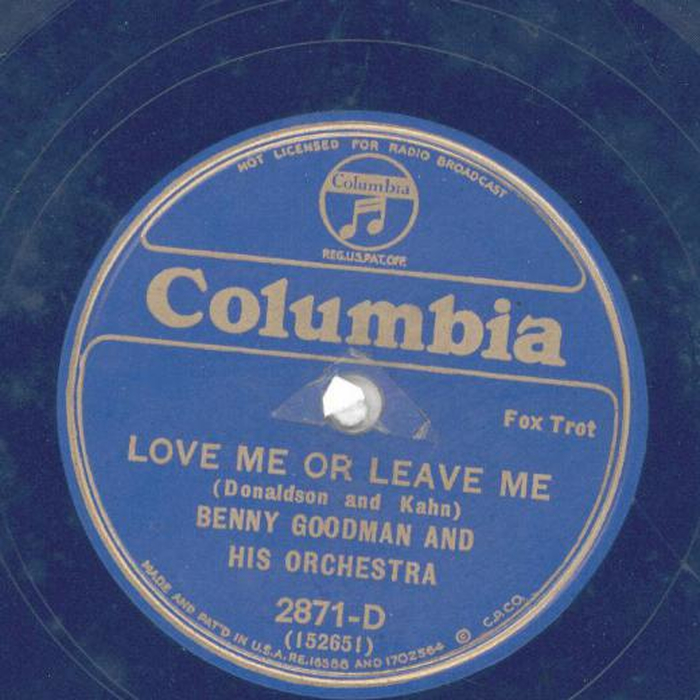 NOT LICENSED FOR RADIO BROADCAST
Columbia
REG.U.S.PAT.OFF.
Columbia
Fox Trot
LOVE ME OR LEAVE ME
(Donaldson and Kahn)
BENNY GOODMAN AND
HIS ORCHESTRA
2871-D
(152651)
MADE AND PAT'D IN U.S.A. RE.16588 AND 1702564 © C.P.CO.